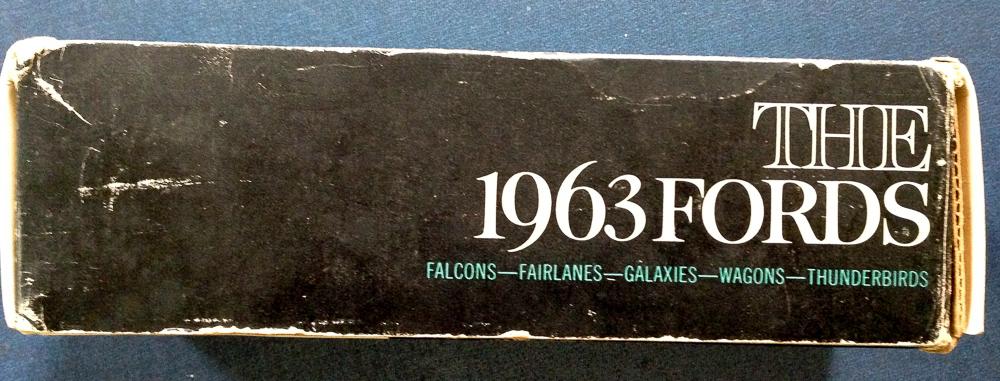 THE
1963 FORDS
FALCONS—FAIRLANES—GALAXIES—WAGONS—THUNDERBIRDS